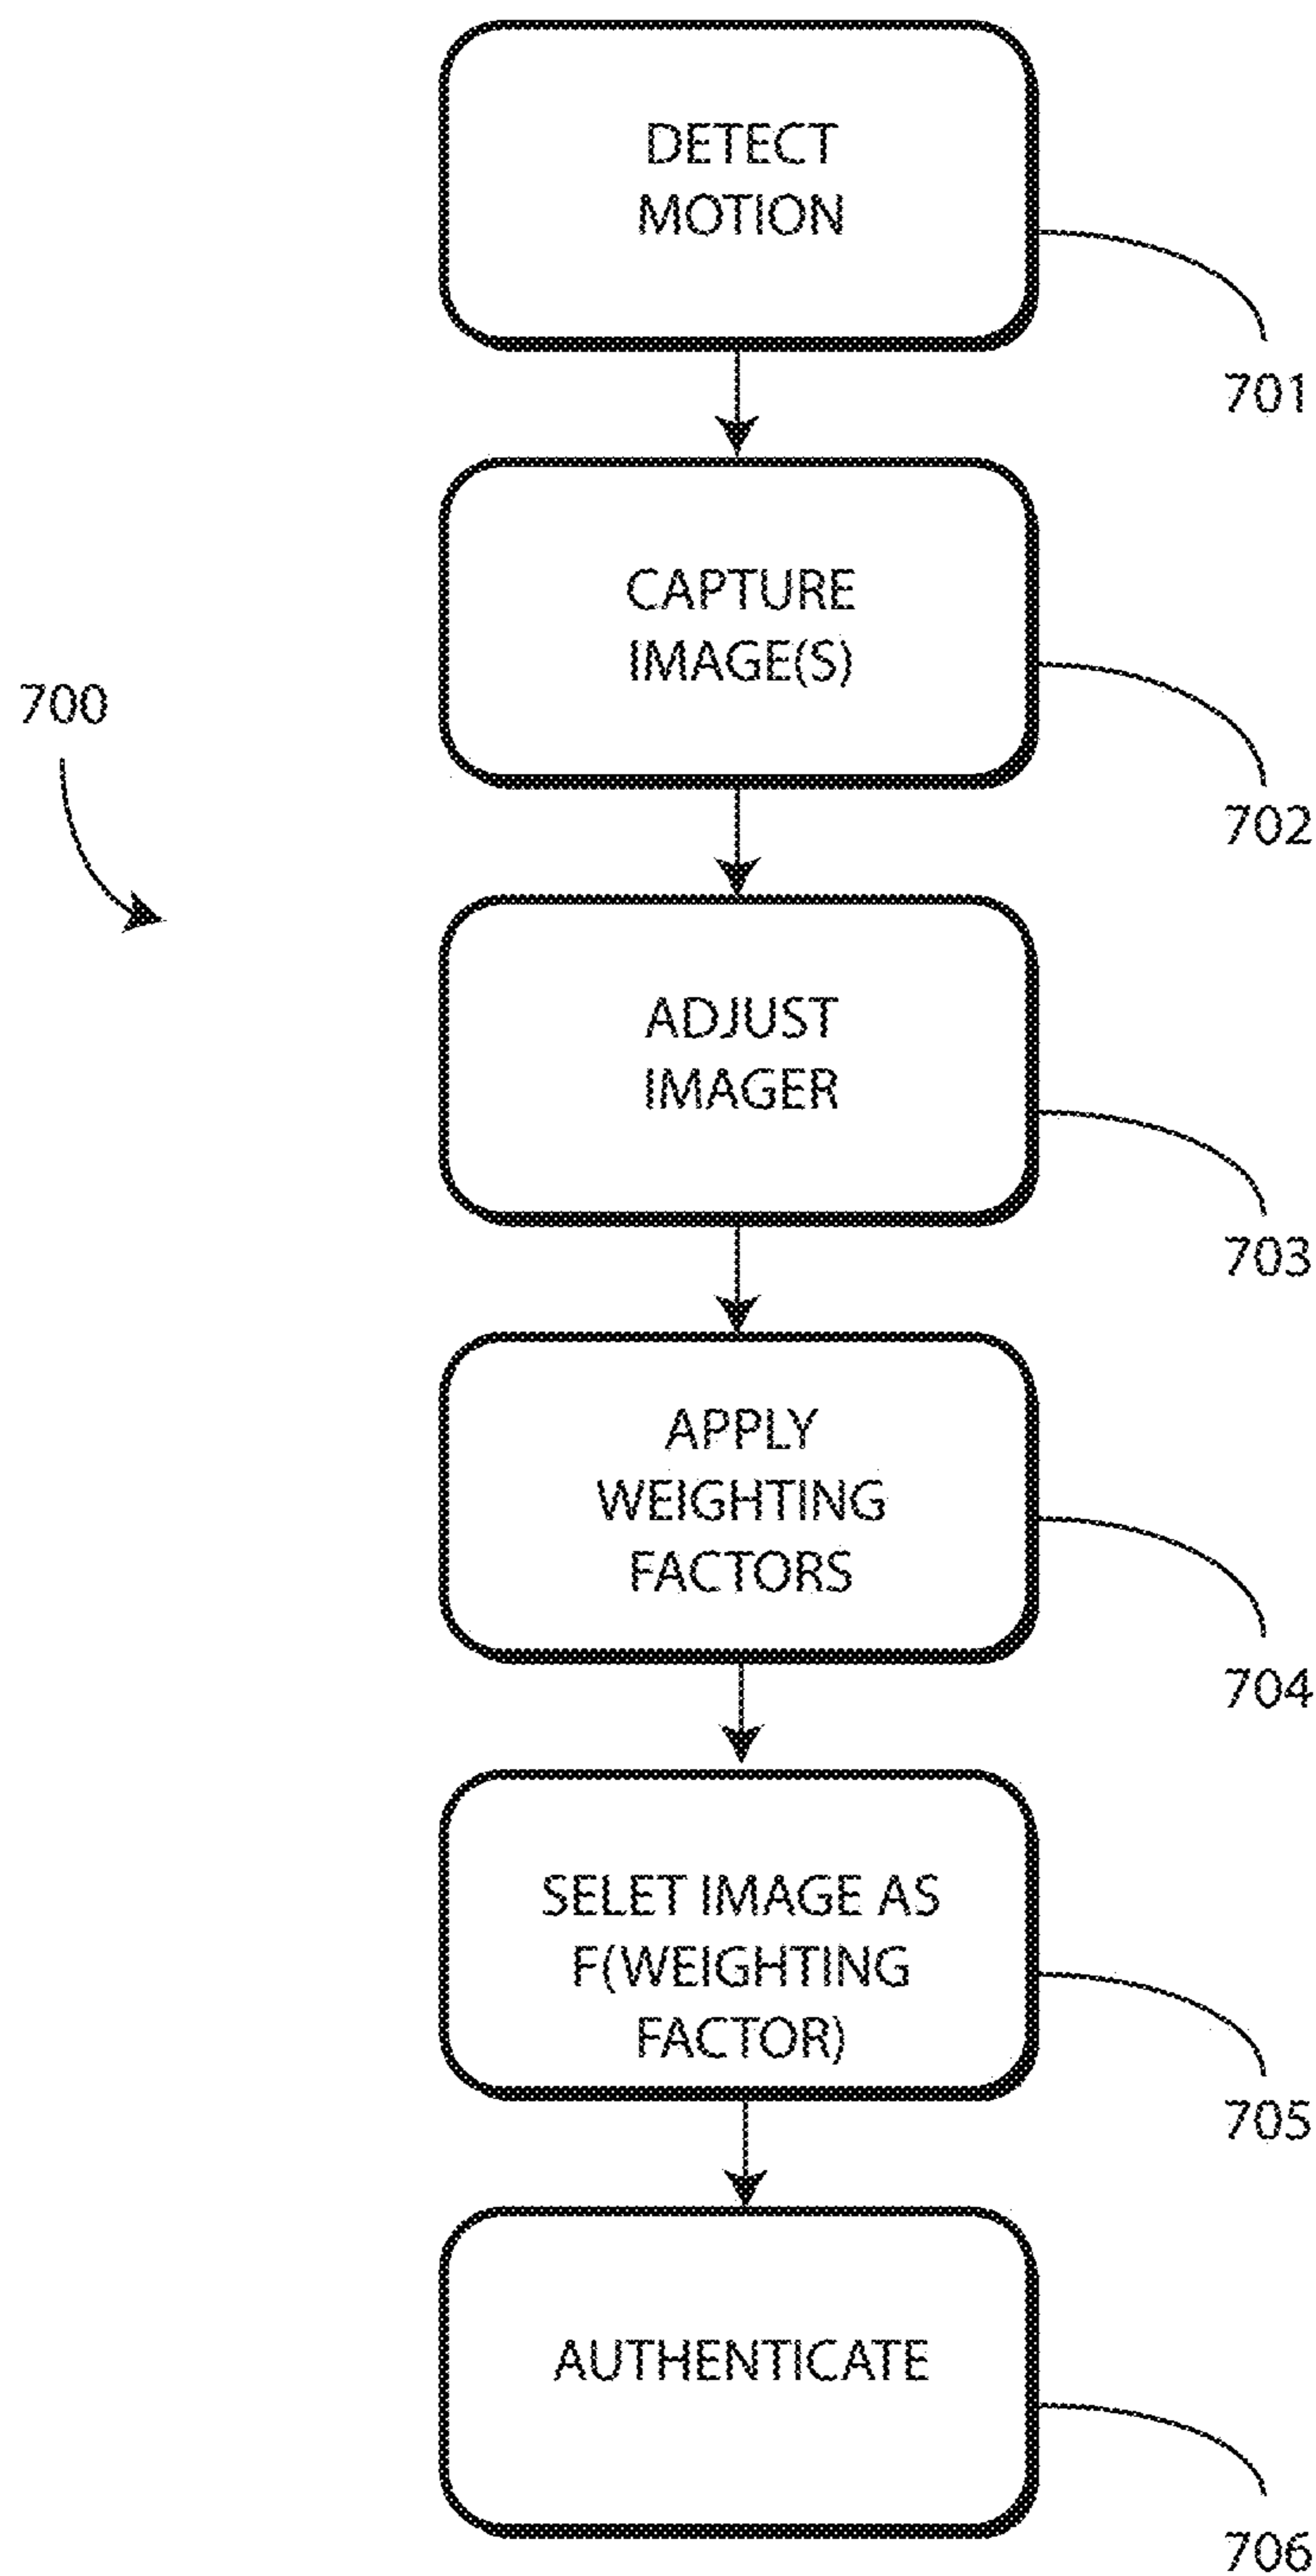 DETECT
MOTION
701
CAPTURE
IMAGE(S)
702
700
ADJUST
IMAGER
703
APPLY
WEIGHTING
FACTORS
704
SELET IMAGE AS
F(WEIGHTING
FACTOR)
705
AUTHENTICATE
706